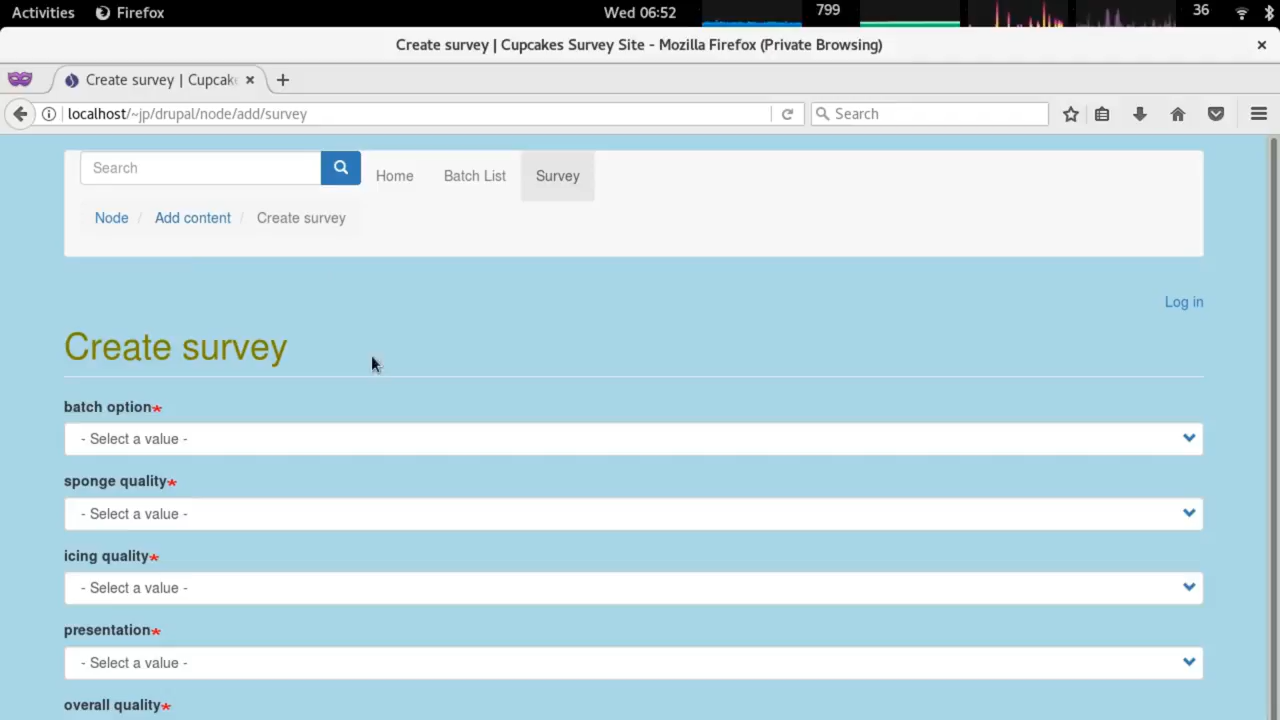 Activities Firefox Wed 06:52 799 36
Create survey | Cupcakes Survey Site - Mozilla Firefox (Private Browsing)
Create survey | Cupcak
localhost/~jp/drupal/node/add/survey Search
Search Home Batch List Survey
Node / Add content / Create survey
Log in
Create survey
batch option*
- Select a value -
sponge quality*
- Select a value -
icing quality*
- Select a value -
presentation*
- Select a value -
overall quality*